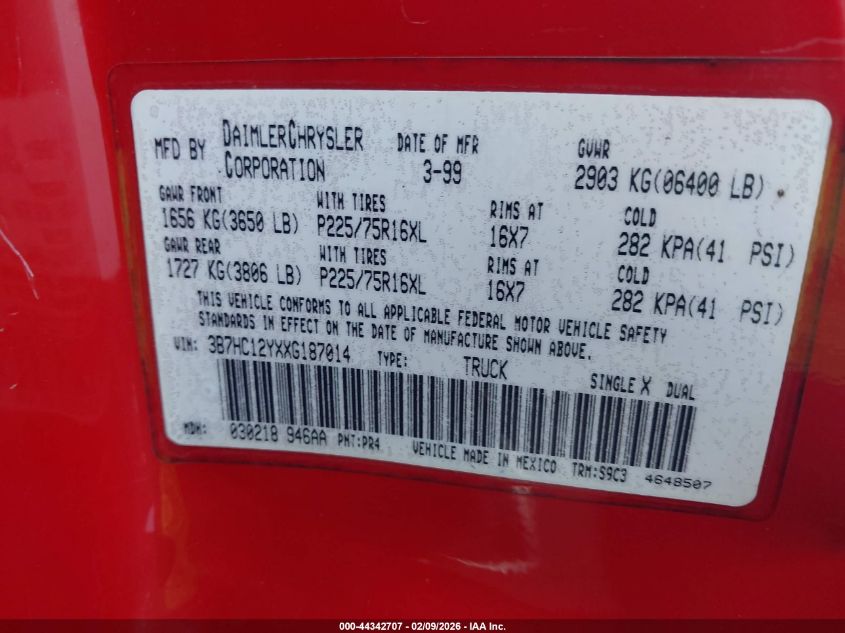 MFD BY DAIMLERCHRYSLER CORPORATION DATE OF MFR 3-99 GVWR 2903 KG(06400 LB)
GAWR FRONT WITH TIRES RIMS AT COLD
1656 KG(3650 LB) P225/75R16XL 16X7 282 KPA(41 PSI)
GAWR REAR WITH TIRES RIMS AT COLD
1727 KG(3806 LB) P225/75R16XL 16X7 282 KPA(41 PSI)
THIS VEHICLE CONFORMS TO ALL APPLICABLE FEDERAL MOTOR VEHICLE SAFETY
STANDARDS IN EFFECT ON THE DATE OF MANUFACTURE SHOWN ABOVE.
VIN: 3B7HC12YXXG187014 TYPE: TRUCK SINGLE X DUAL
MDH: 030218 946AA PNT:PR4 VEHICLE MADE IN MEXICO TRM:S9C3 4648507
000-44342707 - 02/09/2026 - IAA Inc.